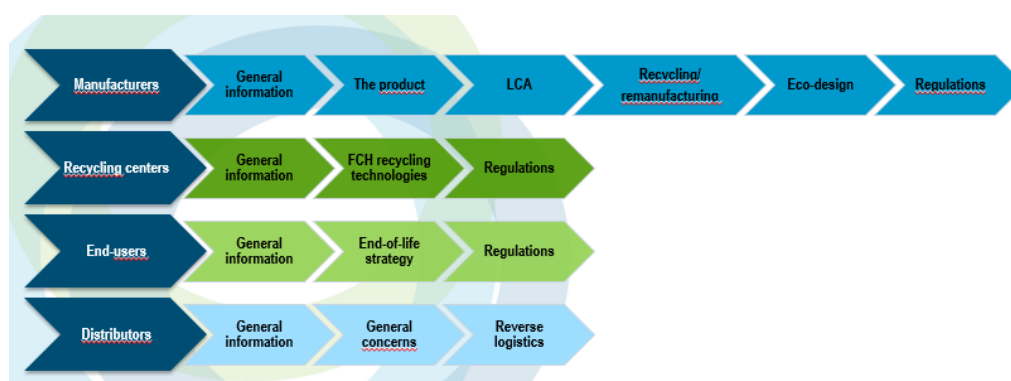 Manufacturers
General
information
The product
LCA
Recycling/
remanufacturing
Eco-design
Regulations
Recycling centers
General
information
FCH recycling
technologies
Regulations
End-users
General
information
End-of-life
strategy
Regulations
Distributors
General
information
General
concerns
Reverse
logistics